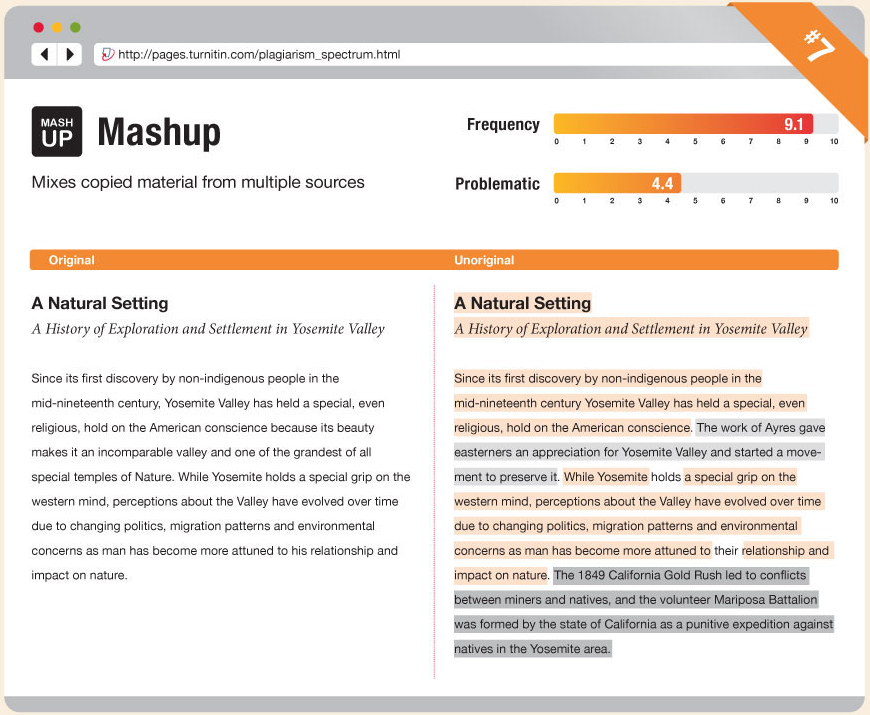 #7
http://pages.turnitin.com/plagiarism_spectrum.html
MASH
UP
Mashup
Mixes copied material from multiple sources
Frequency
9.1
0 1 2 3 4 5 6 7 8 9 10
Problematic
4.4
0 1 2 3 4 5 6 7 8 9 10
Original
A Natural Setting
A History of Exploration and Settlement in Yosemite Valley
Since its first discovery by non-indigenous people in the
mid-nineteenth century, Yosemite Valley has held a special, even
religious, hold on the American conscience because its beauty
makes it an incomparable valley and one of the grandest of all
special temples of Nature. While Yosemite holds a special grip on the
western mind, perceptions about the Valley have evolved over time
due to changing politics, migration patterns and environmental
concerns as man has become more attuned to his relationship and
impact on nature.
Unoriginal
A Natural Setting
A History of Exploration and Settlement in Yosemite Valley
Since its first discovery by non-indigenous people in the
mid-nineteenth century Yosemite Valley has held a special, even
religious, hold on the American conscience. The work of Ayres gave
easterners an appreciation for Yosemite Valley and started a move-
ment to preserve it. While Yosemite holds a special grip on the
western mind, perceptions about the Valley have evolved over time
due to changing politics, migration patterns and environmental
concerns as man has become more attuned to their relationship and
impact on nature. The 1849 California Gold Rush led to conflicts
between miners and natives, and the volunteer Mariposa Battalion
was formed by the state of California as a punitive expedition against
natives in the Yosemite area.